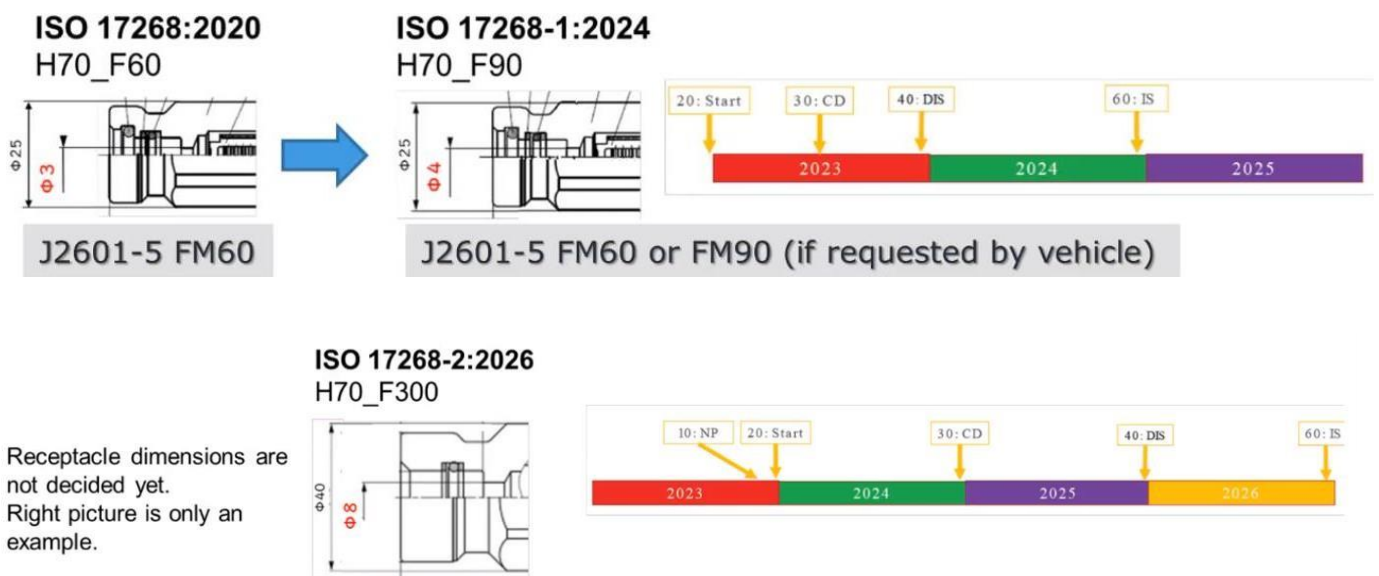 ISO 17268:2020
H70_F60
Φ25
Φ3
J2601-5 FM60
ISO 17268-1:2024
H70_F90
Φ25
Φ4
J2601-5 FM60 or FM90 (if requested by vehicle)
20: Start
30: CD
40: DIS
60: IS
2023
2024
2025
ISO 17268-2:2026
H70_F300
Receptacle dimensions are
not decided yet.
Right picture is only an
example.
Φ40
Φ8
10: NP
20: Start
30: CD
40: DIS
60: IS
2023
2024
2025
2026